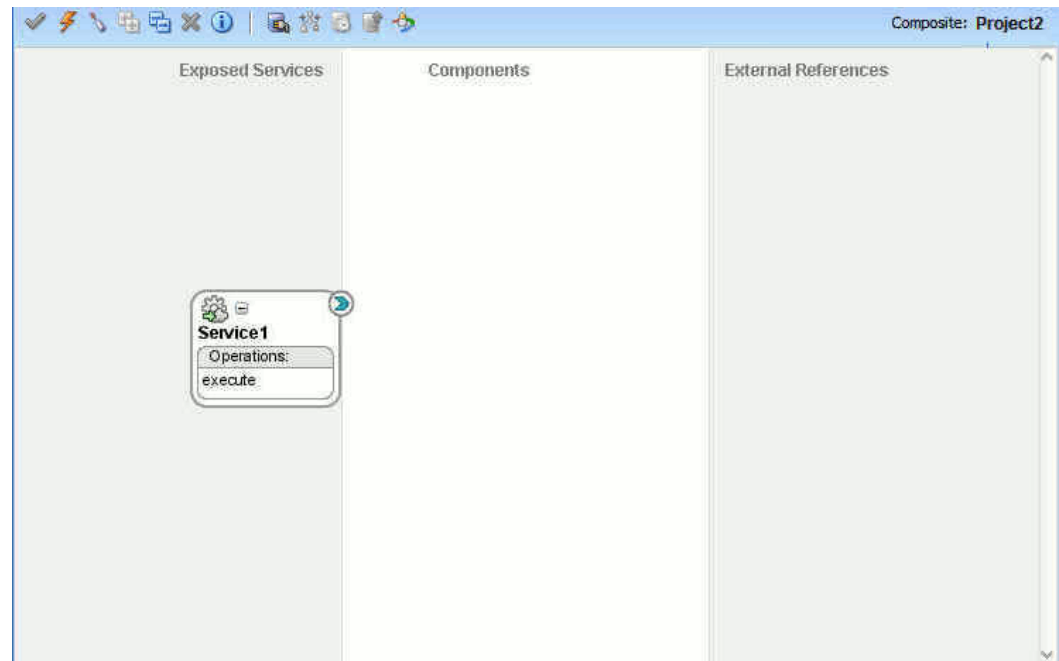 Composite: Project2
Exposed Services
Components
External References
Service1
Operations:
execute